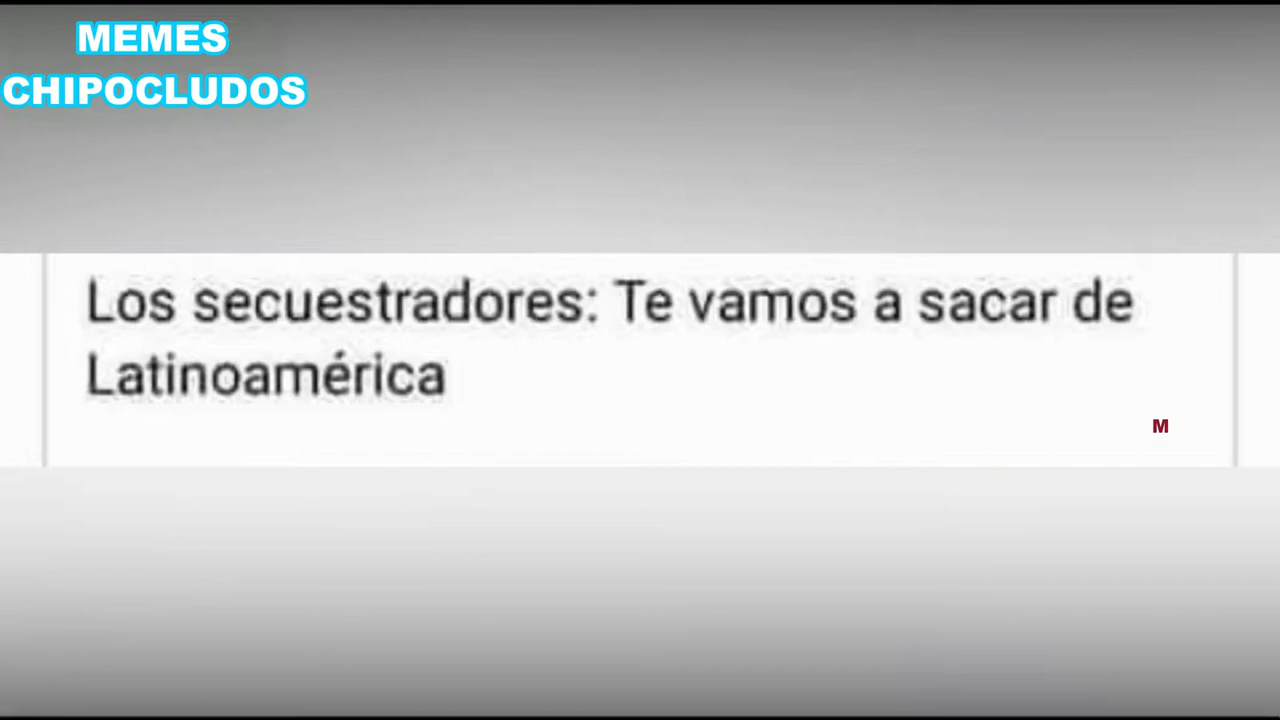 MEMES
CHIPOCLUDOS
Los secuestradores: Te vamos a sacar de
Latinoamérica
M